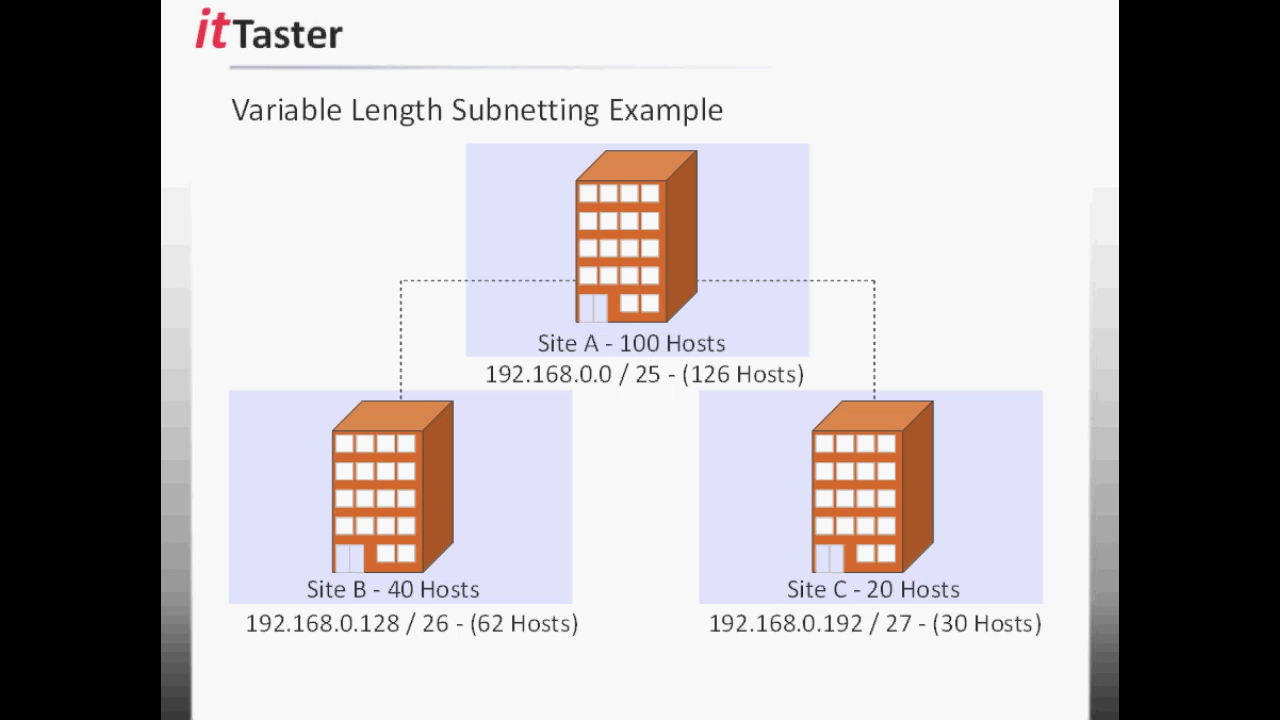 itTaster
Variable Length Subnetting Example
Site A - 100 Hosts
192.168.0.0 / 25 - (126 Hosts)
Site B - 40 Hosts
192.168.0.128 / 26 - (62 Hosts)
Site C - 20 Hosts
192.168.0.192 / 27 - (30 Hosts)